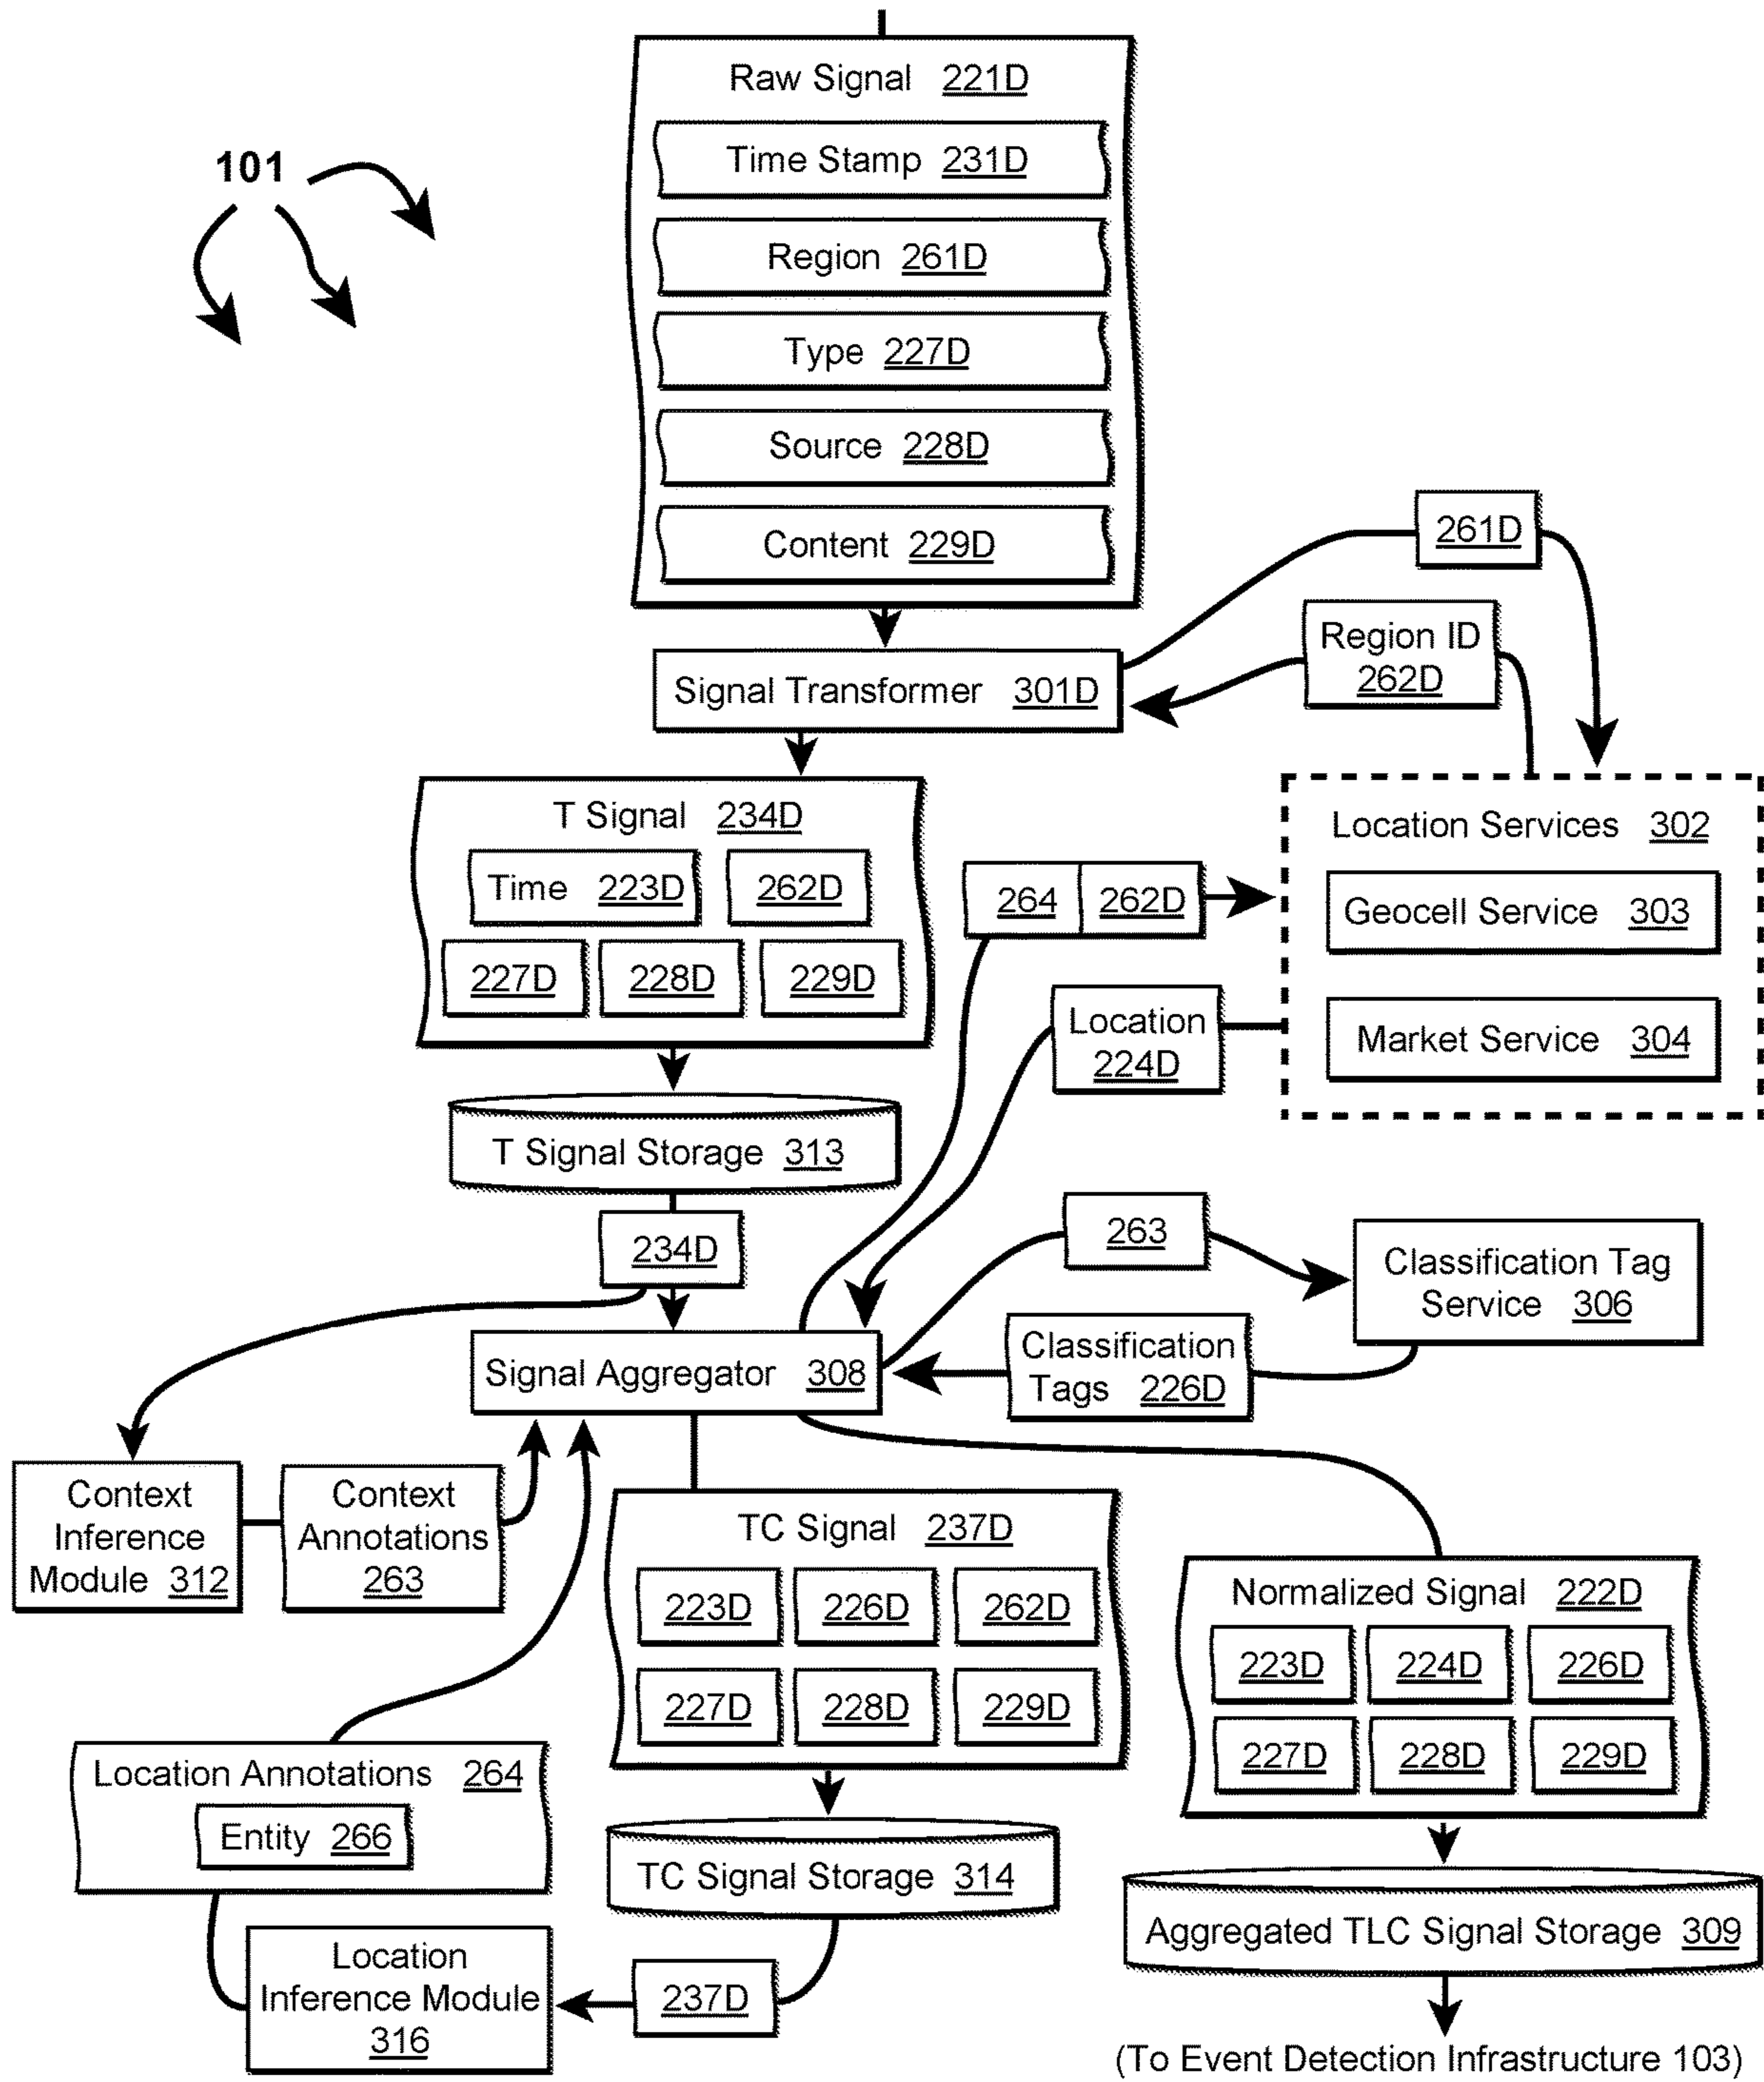 Raw Signal 221D
101
Time Stamp 231D
Region 261D
Type 227D
Source 228D
Content 229D
261D
Region ID
262D
Signal Transformer 301D
T Signal 234D
Time 223D
262D
227D
228D
229D
Location Services 302
Geocell Service 303
Market Service 304
264
262D
Location
224D
T Signal Storage 313
234D
263
Classification Tag
Service 306
Classification
Tags 226D
Signal Aggregator 308
Context
Inference
Module 312
Context
Annotations
263
TC Signal 237D
223D
226D
262D
227D
228D
229D
Normalized Signal 222D
223D
224D
226D
227D
228D
229D
Location Annotations 264
Entity 266
TC Signal Storage 314
Aggregated TLC Signal Storage 309
Location
Inference Module
316
237D
(To Event Detection Infrastructure 103)